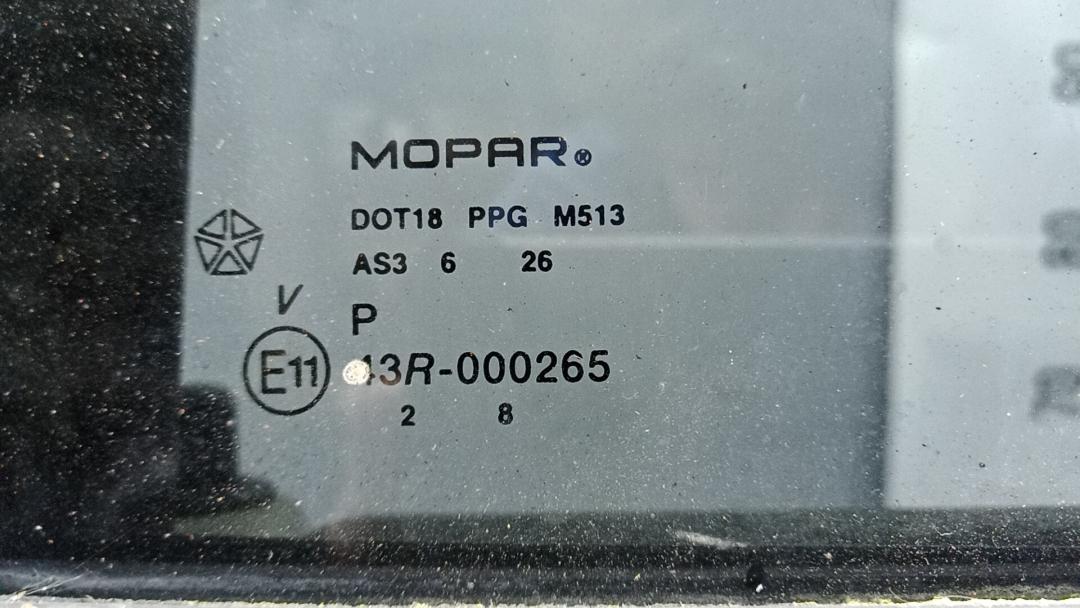 MOPAR®
DOT18 PPG M513
AS3 6 26
V
P
E11 43R-000265
2 8